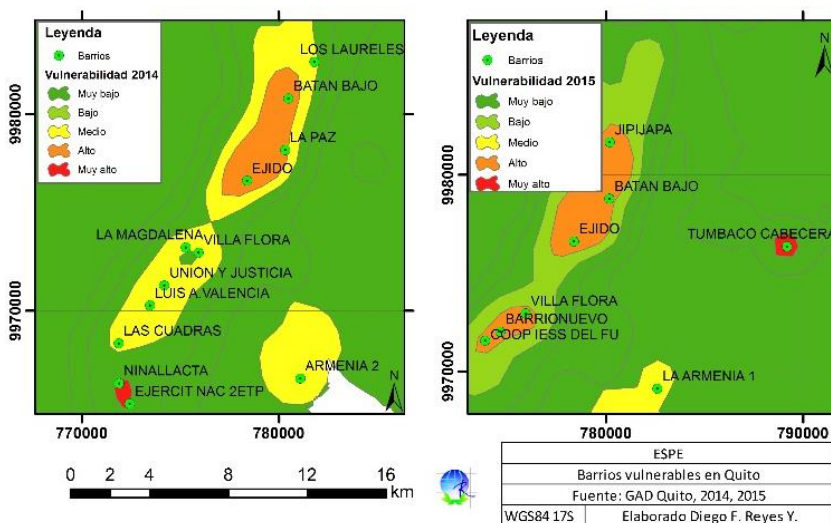 Leyenda
Barrios
Vulnerabilidad 2014
Muy bajo
Bajo
Medio
Alto
Muy alto
LOS LAURELES
BATAN BAJO
LA PAZ
EJIDO
LA MAGDALENA
VILLA FLORA
UNION Y JUSTICIA
LUIS A.VALENCIA
LAS CUADRAS
NINALLACTA
EJERCIT NAC 2ETP
ARMENIA 2
N
9980000
9970000
770000
780000
Leyenda
Barrios
Vulnerabilidad 2015
Muy bajo
Bajo
Medio
Alto
Muy alto
N
JIPIJAPA
BATAN BAJO
EJIDO
TUMBACO CABECERA
VILLA FLORA
BARRIONUEVO
COOP IESS DEL FU
LA ARMENIA 1
9980000
9970000
780000
790000
0 2 4 8 12 16
km
ESPE
Barrios vulnerables en Quito
Fuente: GAD Quito, 2014, 2015
WGS84 17S Elaborado Diego F. Reyes Y.